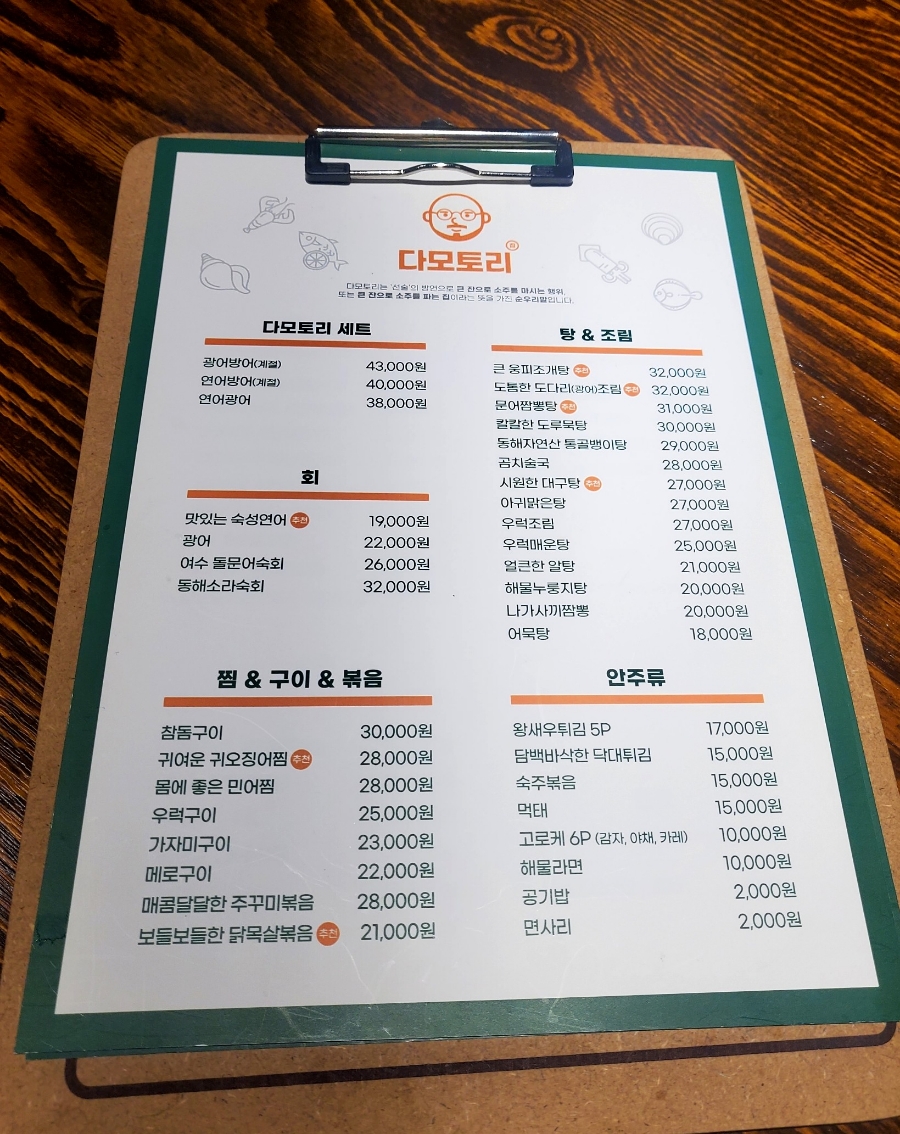 다모토리 집
다모토리는 '선술'의 방언으로 큰 잔으로 소주를 마시는 행위,
또는 큰 잔으로 소주를 파는 집이라는 뜻을 가진 순우리말입니다.
다모토리 세트
광어방어(계절) 43,000원
연어방어(계절) 40,000원
연어광어 38,000원
회
맛있는 숙성연어 추천 19,000원
광어 22,000원
여수 돌문어숙회 26,000원
동해소라숙회 32,000원
찜 & 구이 & 볶음
참돔구이 30,000원
귀여운 귀오징어찜 추천 28,000원
몸에 좋은 민어찜 28,000원
우럭구이 25,000원
가자미구이 23,000원
메로구이 22,000원
매콤달달한 주꾸미볶음 28,000원
보들보들한 닭목살볶음 추천 21,000원
탕 & 조림
큰 웅피조개탕 추천 32,000원
도톰한 도다리(광어)조림 추천 32,000원
문어짬뽕탕 추천 31,000원
칼칼한 도루묵탕 30,000원
동해자연산 통골뱅이탕 29,000원
곰치술국 28,000원
시원한 대구탕 추천 27,000원
아귀맑은탕 27,000원
우럭조림 27,000원
우럭매운탕 25,000원
얼큰한 알탕 21,000원
해물누룽지탕 20,000원
나가사끼짬뽕 20,000원
어묵탕 18,000원
안주류
왕새우튀김 5P 17,000원
담백바삭한 닥대튀김 15,000원
숙주볶음 15,000원
먹태 15,000원
고로케 6P (감자, 야채, 카레) 10,000원
해물라면 10,000원
공기밥 2,000원
면사리 2,000원